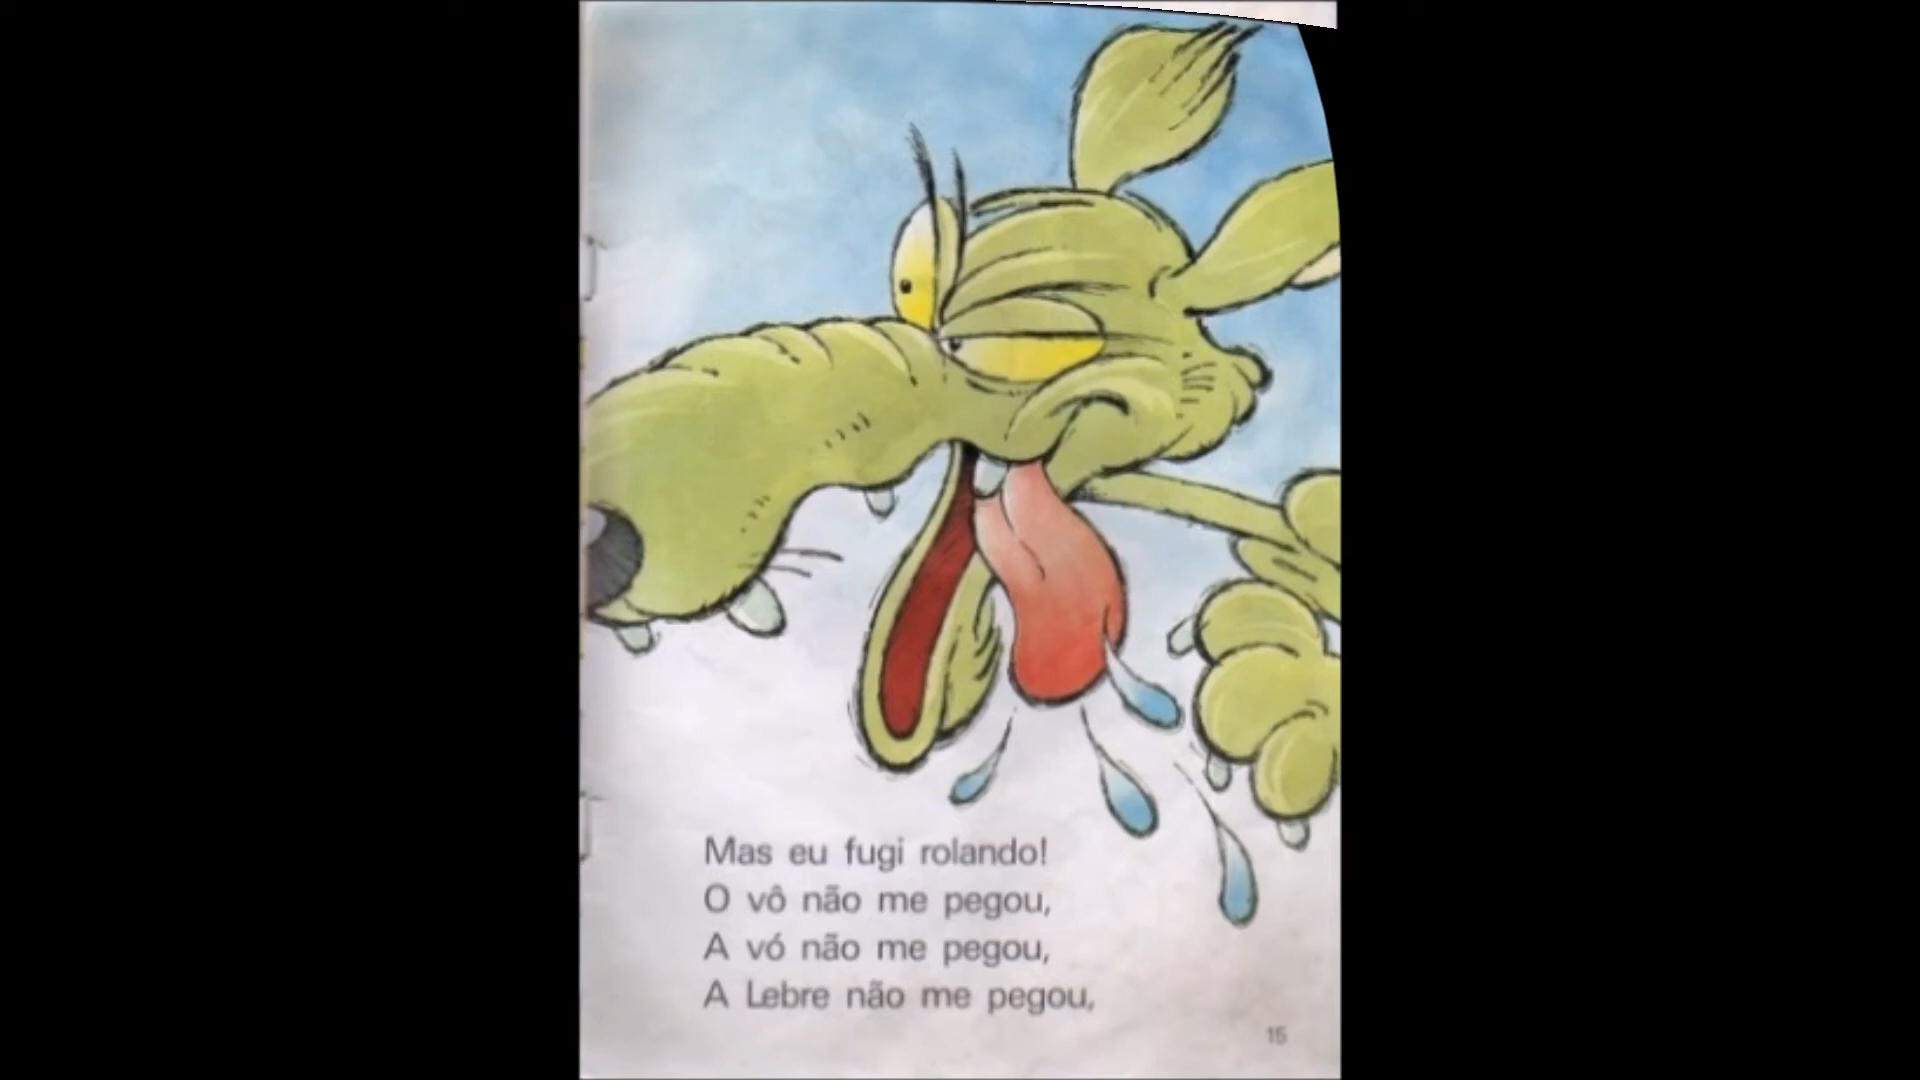 Mas eu fugi rolando!
O vô não me pegou,
A vó não me pegou,
A Lebre não me pegou,
15